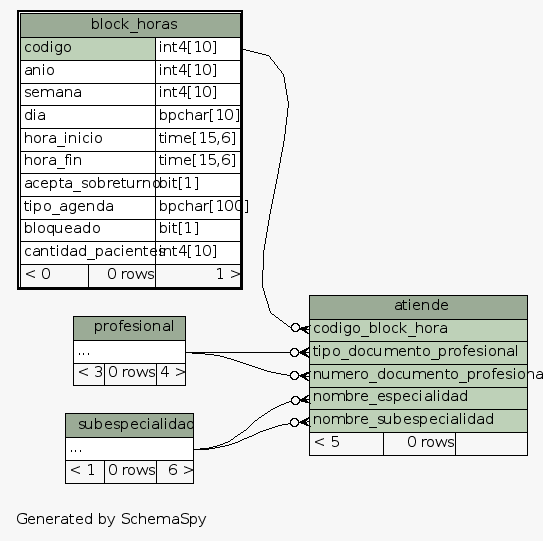 block_horas
codigo int4[10]
anio int4[10]
semana int4[10]
dia bpchar[10]
hora_inicio time[15,6]
hora_fin time[15,6]
acepta_sobreturno bit[1]
tipo_agenda bpchar[100]
bloqueado bit[1]
cantidad_pacientes int4[10]
< 0 0 rows 1 >
atiende
codigo_block_hora
tipo_documento_profesional
numero_documento_profesiona
nombre_especialidad
nombre_subespecialidad
< 5 0 rows
profesional
...
< 3 0 rows 4 >
subespecialidad
...
< 1 0 rows 6 >
Generated by SchemaSpy